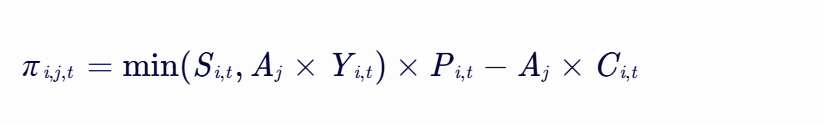 π_{i,j,t} = min(S_{i,t}, A_j × Y_{i,t}) × P_{i,t} − A_j × C_{i,t}